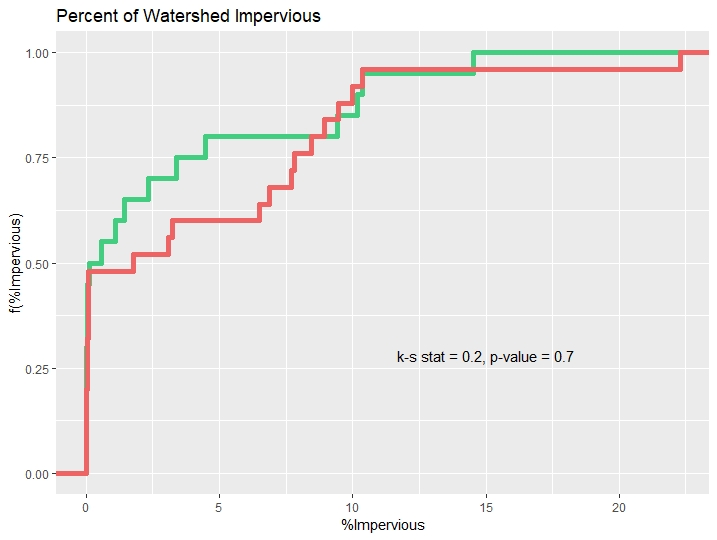 Percent of Watershed Impervious
1.00
0.75
0.50
0.25
0.00
f(%Impervious)
k-s stat = 0.2, p-value = 0.7
0 5 10 15 20
%Impervious